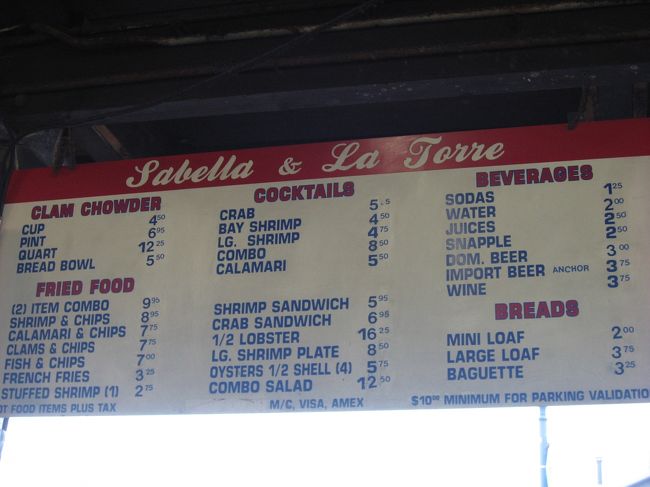 Sabella & La Torre
CLAM CHOWDER
CUP 4 50
PINT 6 95
QUART 12 25
BREAD BOWL 5 50
FRIED FOOD
(2) ITEM COMBO 9 95
SHRIMP & CHIPS 8 95
CALAMARI & CHIPS 7 75
CLAMS & CHIPS 7 75
FISH & CHIPS 7 00
FRENCH FRIES 3 25
STUFFED SHRIMP (1) 2 75
OT FOOD ITEMS PLUS TAX
COCKTAILS
CRAB 5
BAY SHRIMP 4 50
LG. SHRIMP 4 75
COMBO 8 50
CALAMARI 5 50
SHRIMP SANDWICH 5 95
CRAB SANDWICH 6 95
1/2 LOBSTER 16 25
LG. SHRIMP PLATE 8 50
OYSTERS 1/2 SHELL (4) 5 75
COMBO SALAD 12 50
M/C, VISA, AMEX
BEVERAGES
SODAS 1 25
WATER 2 00
JUICES 2 50
SNAPPLE 2 50
DOM. BEER 3 00
IMPORT BEER ANCHOR 3 75
WINE 3 75
BREADS
MINI LOAF 2 00
LARGE LOAF 3 75
BAGUETTE 3 25
$10 00 MINIMUM FOR PARKING VALIDATIO